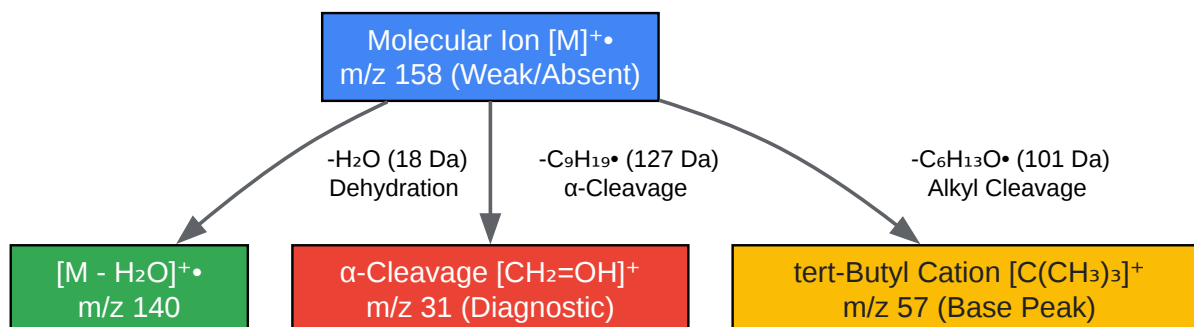 Molecular Ion [M]⁺•
m/z 158 (Weak/Absent)
-H₂O (18 Da)
Dehydration
-C₉H₁₉• (127 Da)
α-Cleavage
-C₆H₁₃O• (101 Da)
Alkyl Cleavage
[M - H₂O]⁺•
m/z 140
α-Cleavage [CH₂=OH]⁺
m/z 31 (Diagnostic)
tert-Butyl Cation [C(CH₃)₃]⁺
m/z 57 (Base Peak)